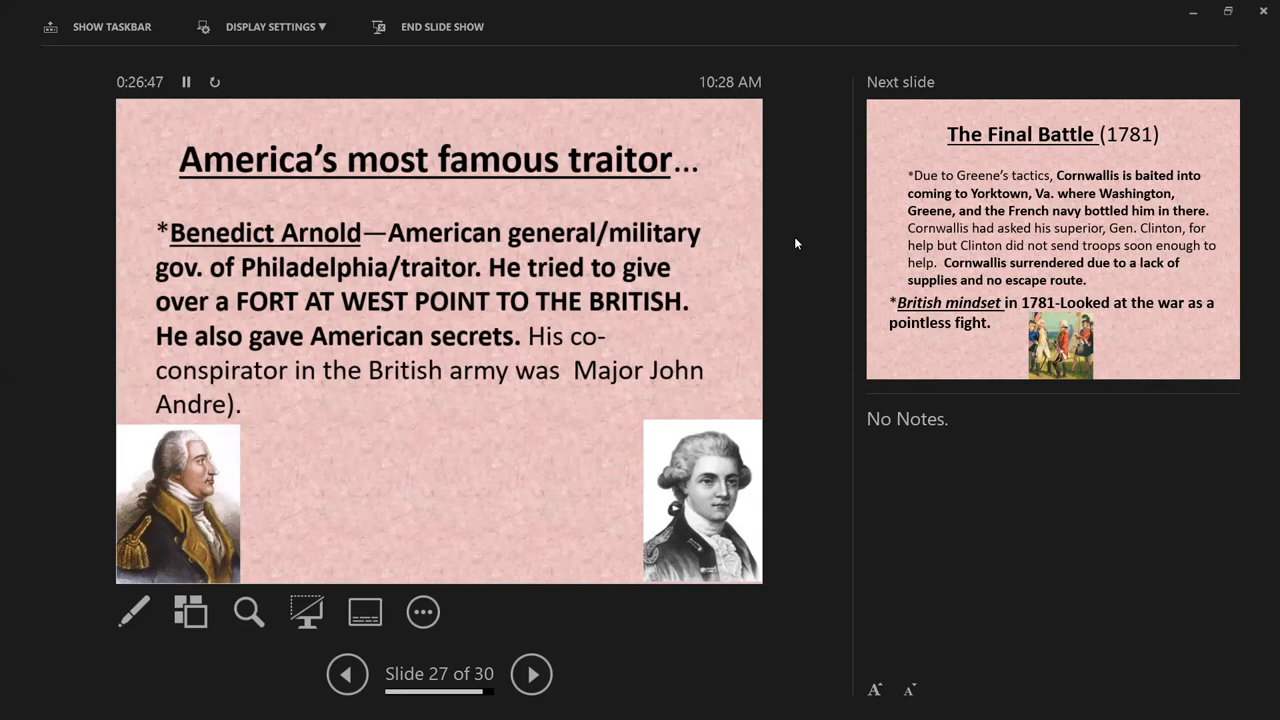 SHOW TASKBAR
DISPLAY SETTINGS ▼
END SLIDE SHOW
0:26:47
10:28 AM
America’s most famous traitor…
*Benedict Arnold—American general/military
gov. of Philadelphia/traitor. He tried to give
over a FORT AT WEST POINT TO THE BRITISH.
He also gave American secrets. His co-
conspirator in the British army was  Major John
Andre).
Slide 27 of 30
Next slide
The Final Battle (1781)
*Due to Greene’s tactics, Cornwallis is baited into
coming to Yorktown, Va. where Washington,
Greene, and the French navy bottled him in there.
Cornwallis had asked his superior, Gen. Clinton, for
help but Clinton did not send troops soon enough to
help.  Cornwallis surrendered due to a lack of
supplies and no escape route.
*British mindset in 1781-Looked at the war as a
pointless fight.
No Notes.
A A